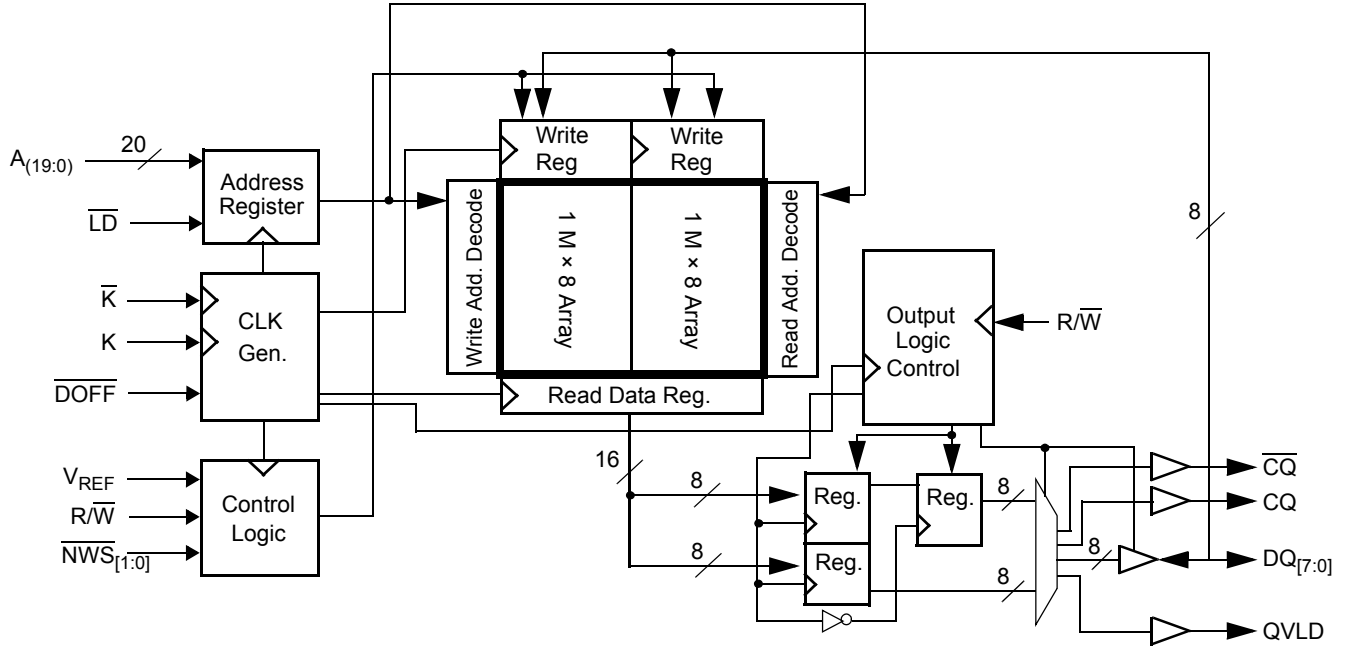 A(19:0)
20
LD
Address
Register
K
K
DOFF
CLK
Gen.
VREF
R/W
NWS[1:0]
Control
Logic
Write
Reg
Write
Reg
Write Add. Decode
1 M × 8 Array
1 M × 8 Array
Read Add. Decode
Read Data Reg.
16
8
8
Output
Logic
Control
R/W
8
Reg.
Reg.
Reg.
8
8
8
CQ
CQ
DQ[7:0]
QVLD